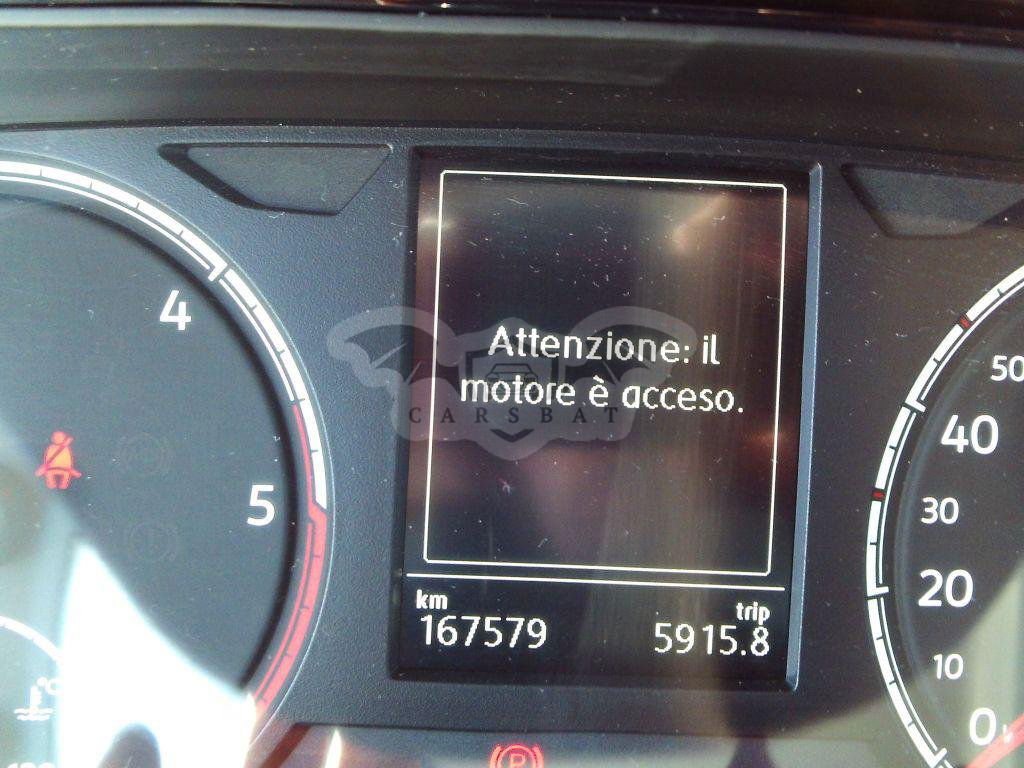 4
5
Attenzione: il
motore è acceso.
CARSBAT
km
167579
trip
5915.8
50
40
30
20
10
0
°C
P